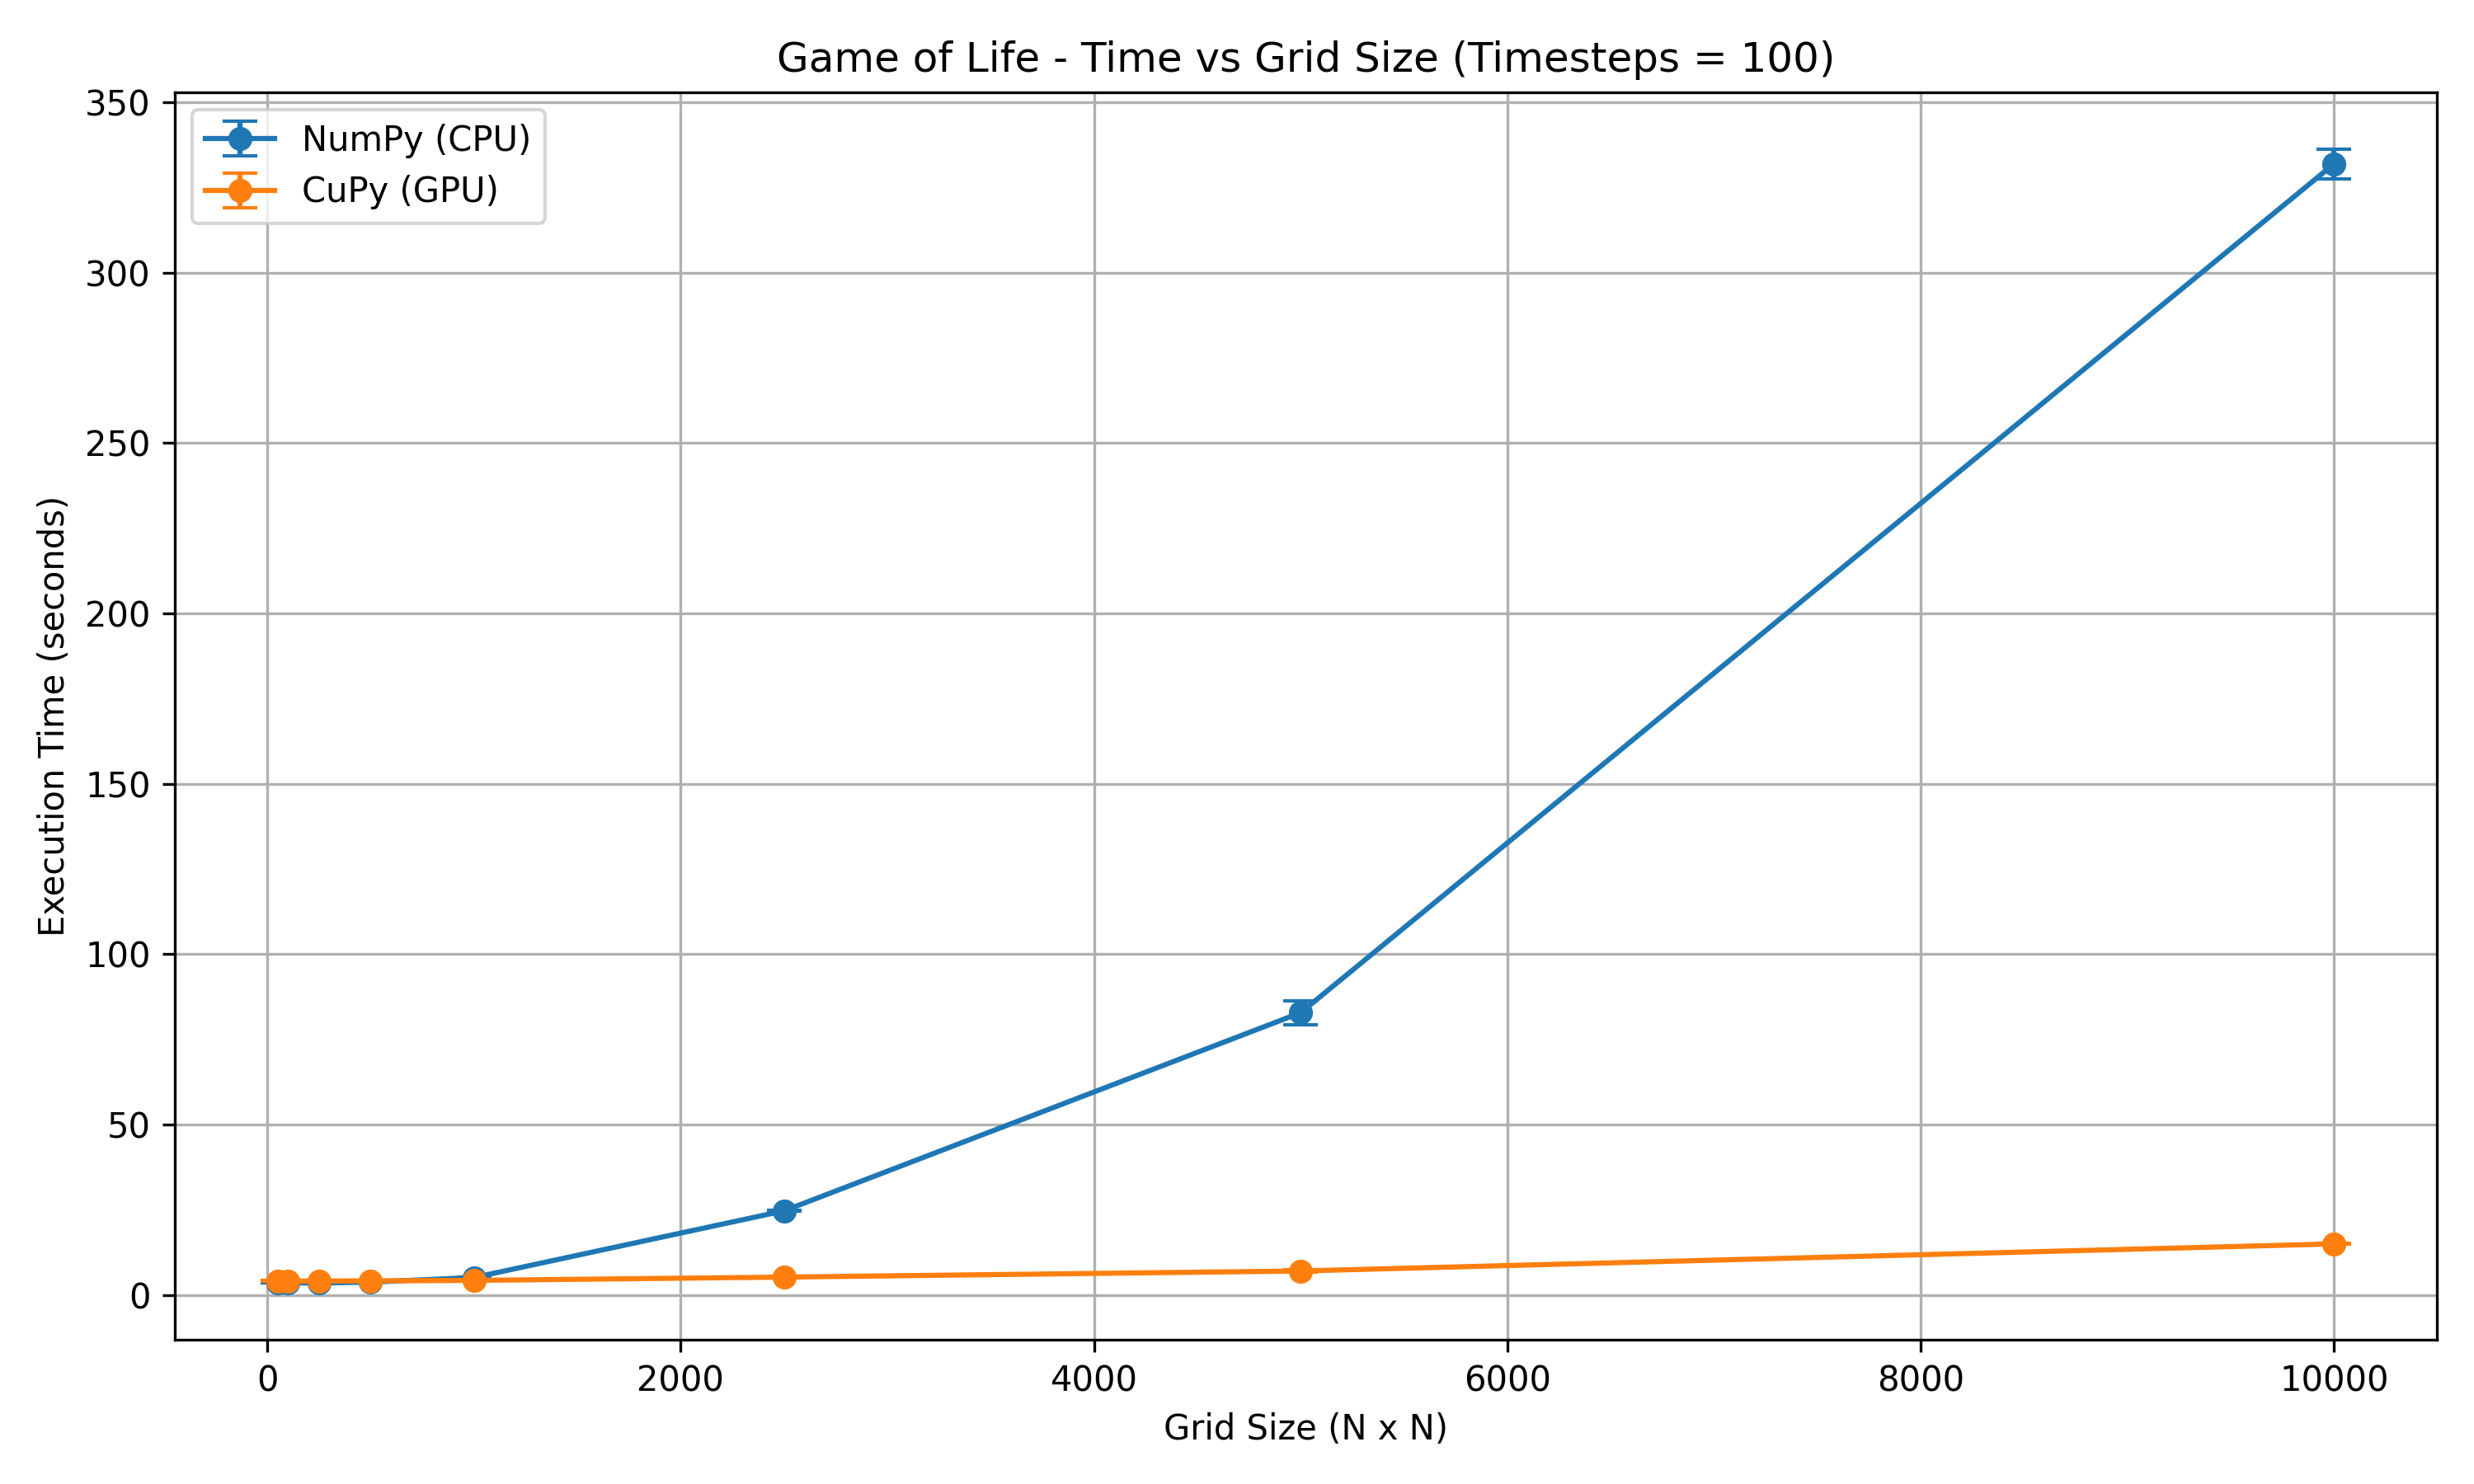 Game of Life - Time vs Grid Size (Timesteps = 100)
NumPy (CPU)
CuPy (GPU)
Execution Time (seconds)
350
300
250
200
150
100
50
0
0 2000 4000 6000 8000 10000
Grid Size (N x N)